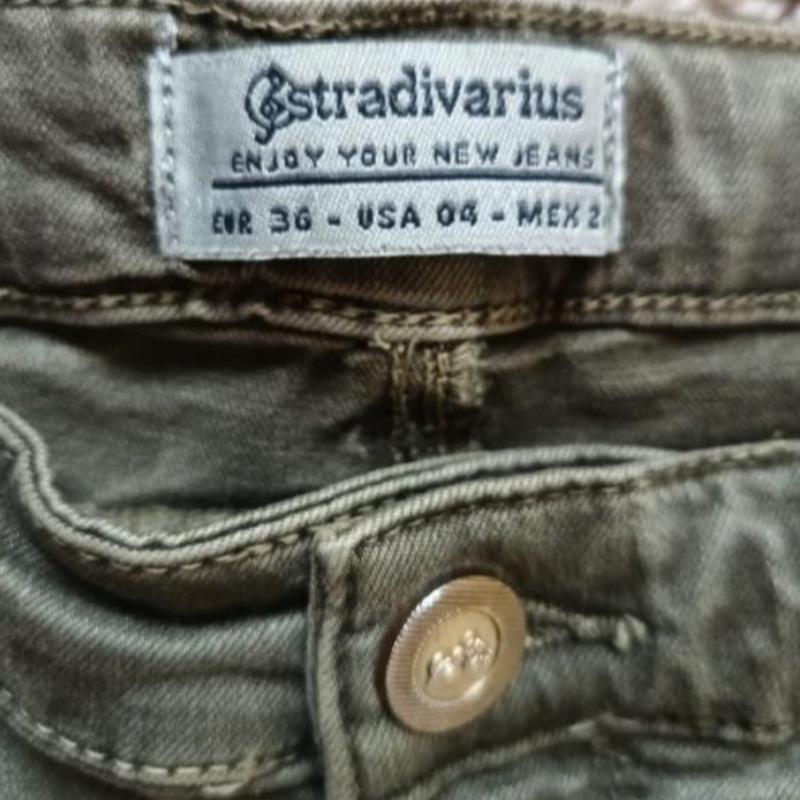 stradivarius
ENJOY YOUR NEW JEANS
EUR 36 - USA 04 - MEX 2